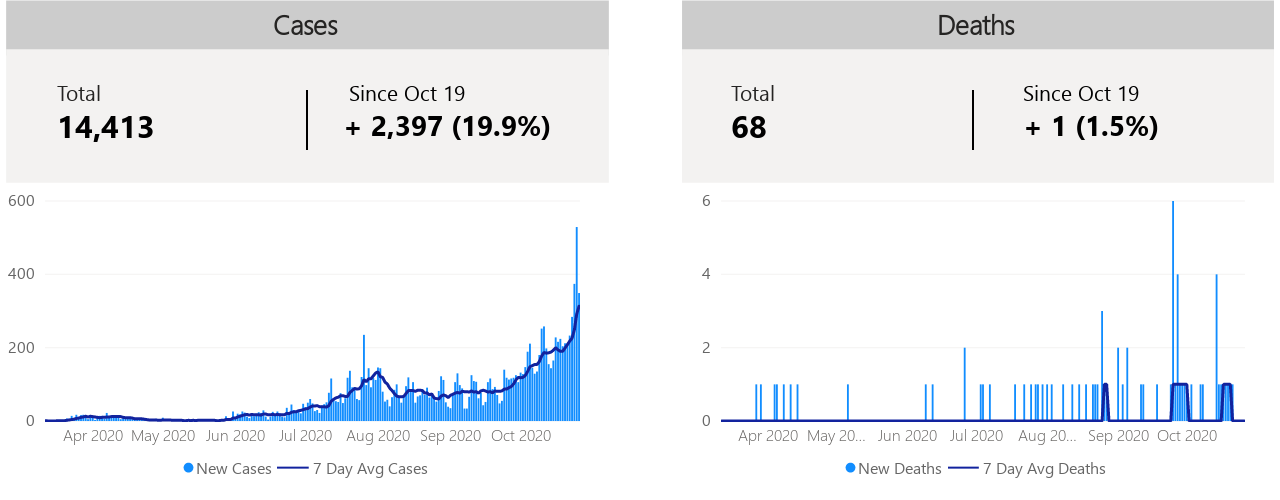 Cases
Total
Since Oct 19
14,413
+ 2,397 (19.9%)
600
400
200
0
Apr 2020 May 2020 Jun 2020 Jul 2020 Aug 2020 Sep 2020 Oct 2020
New Cases 7 Day Avg Cases
Deaths
Total
Since Oct 19
68
+ 1 (1.5%)
6
4
2
0
Apr 2020 May 20... Jun 2020 Jul 2020 Aug 20... Sep 2020 Oct 2020
New Deaths 7 Day Avg Deaths